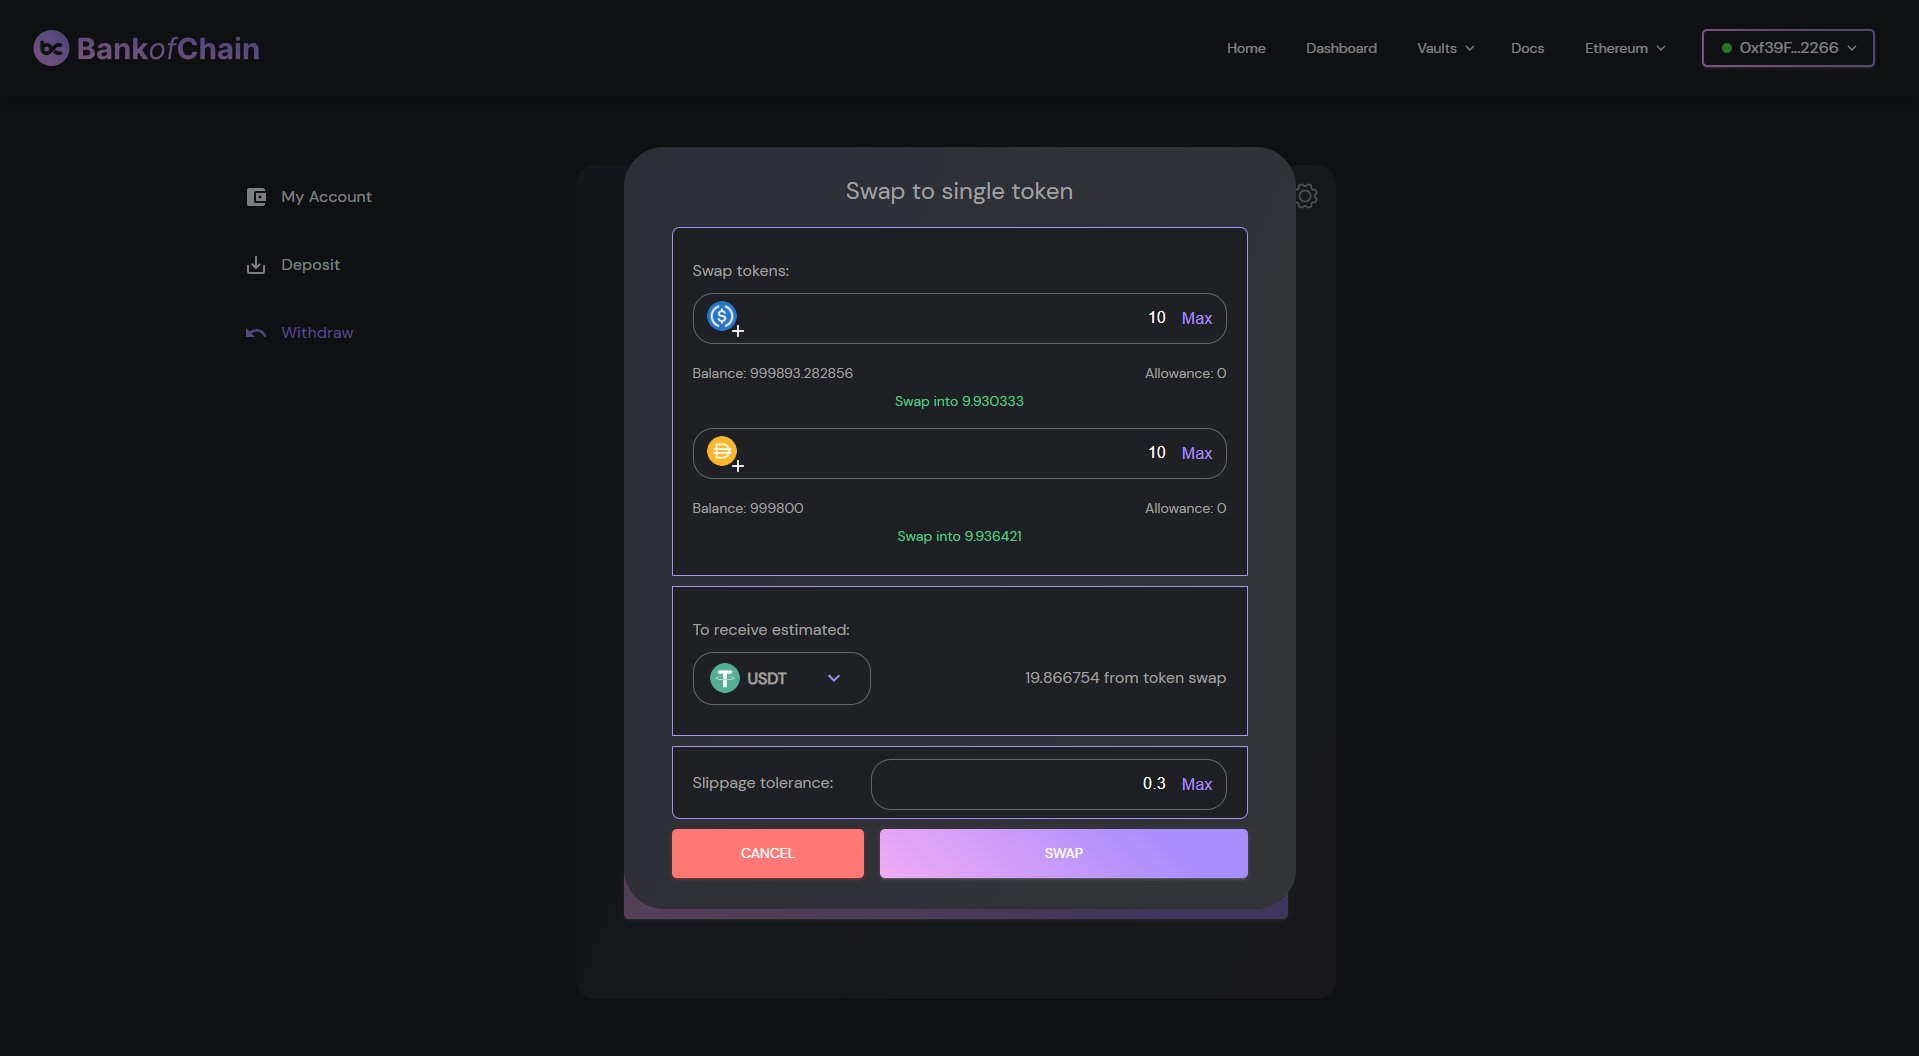 BankofChain
Home
Dashboard
Vaults
Docs
Ethereum
0xf39F...2266
My Account
Deposit
Withdraw
Swap to single token
Swap tokens:
10 Max
Balance: 999893.282856
Allowance: 0
Swap into 9.930333
10 Max
Balance: 999800
Allowance: 0
Swap into 9.936421
To receive estimated:
USDT
19.866754 from token swap
Slippage tolerance:
0.3 Max
CANCEL
SWAP